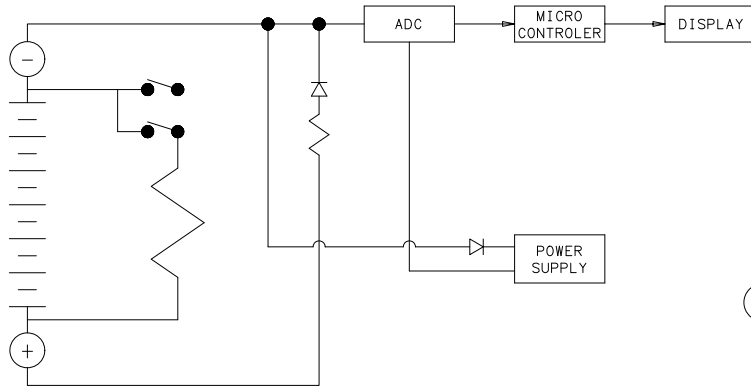 ADC
MICRO
CONTROLER
DISPLAY
-
+
POWER
SUPPLY